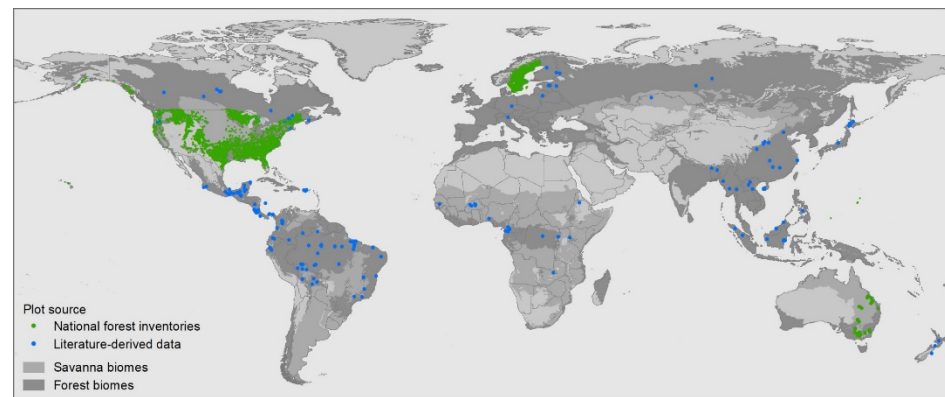 Plot source
National forest inventories
Literature-derived data
Savanna biomes
Forest biomes